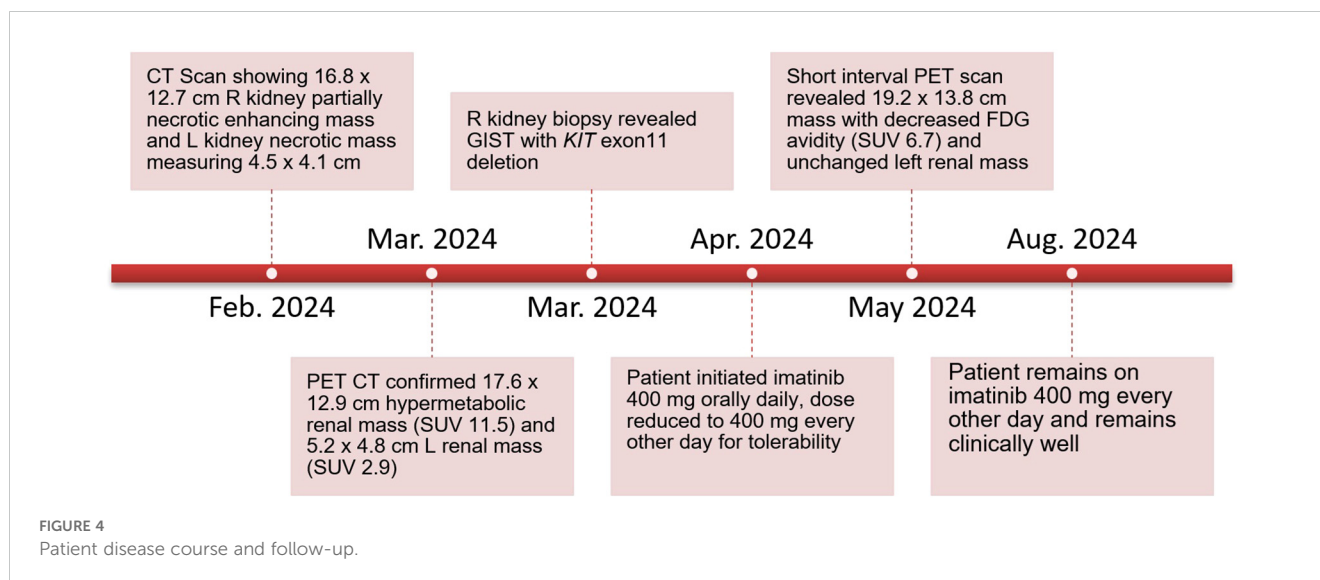 CT Scan showing 16.8 x
12.7 cm R kidney partially
necrotic enhancing mass
and L kidney necrotic mass
measuring 4.5 x 4.1 cm
R kidney biopsy revealed
GIST with KIT exon11
deletion
Short interval PET scan
revealed 19.2 x 13.8 cm
mass with decreased FDG
avidity (SUV 6.7) and
unchanged left renal mass
Mar. 2024
Apr. 2024
Aug. 2024
Feb. 2024
Mar. 2024
May 2024
PET CT confirmed 17.6 x
12.9 cm hypermetabolic
renal mass (SUV 11.5) and
5.2 x 4.8 cm L renal mass
(SUV 2.9)
Patient initiated imatinib
400 mg orally daily, dose
reduced to 400 mg every
other day for tolerability
Patient remains on
imatinib 400 mg every
other day and remains
clinically well
FIGURE 4
Patient disease course and follow-up.